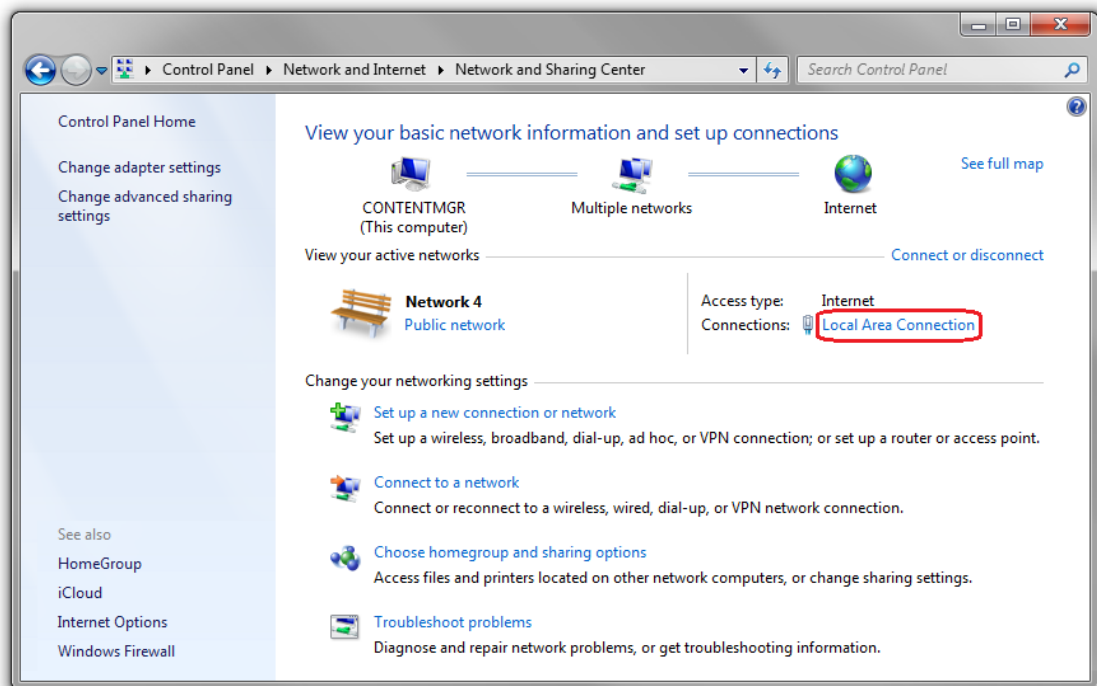 Control Panel ▸ Network and Internet ▸ Network and Sharing Center
Search Control Panel
Control Panel Home
Change adapter settings
Change advanced sharing
settings
See also
HomeGroup
iCloud
Internet Options
Windows Firewall
View your basic network information and set up connections
See full map
CONTENTMGR
(This computer)
Multiple networks
Internet
View your active networks
Connect or disconnect
Network 4
Public network
Access type: Internet
Connections: Local Area Connection
Change your networking settings
Set up a new connection or network
Set up a wireless, broadband, dial-up, ad hoc, or VPN connection; or set up a router or access point.
Connect to a network
Connect or reconnect to a wireless, wired, dial-up, or VPN network connection.
Choose homegroup and sharing options
Access files and printers located on other network computers, or change sharing settings.
Troubleshoot problems
Diagnose and repair network problems, or get troubleshooting information.